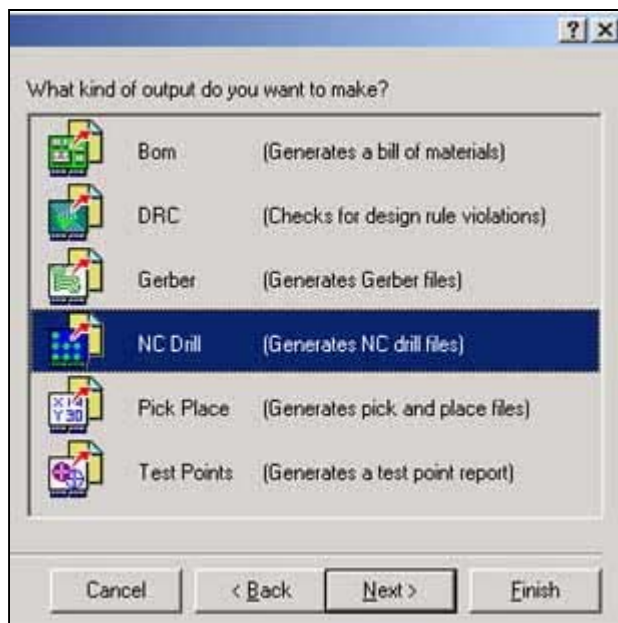 What kind of output do you want to make?
Bom (Generates a bill of materials)
DRC (Checks for design rule violations)
Gerber (Generates Gerber files)
NC Drill (Generates NC drill files)
X14 Y30 Pick Place (Generates pick and place files)
Test Points (Generates a test point report)
Cancel < Back Next > Finish